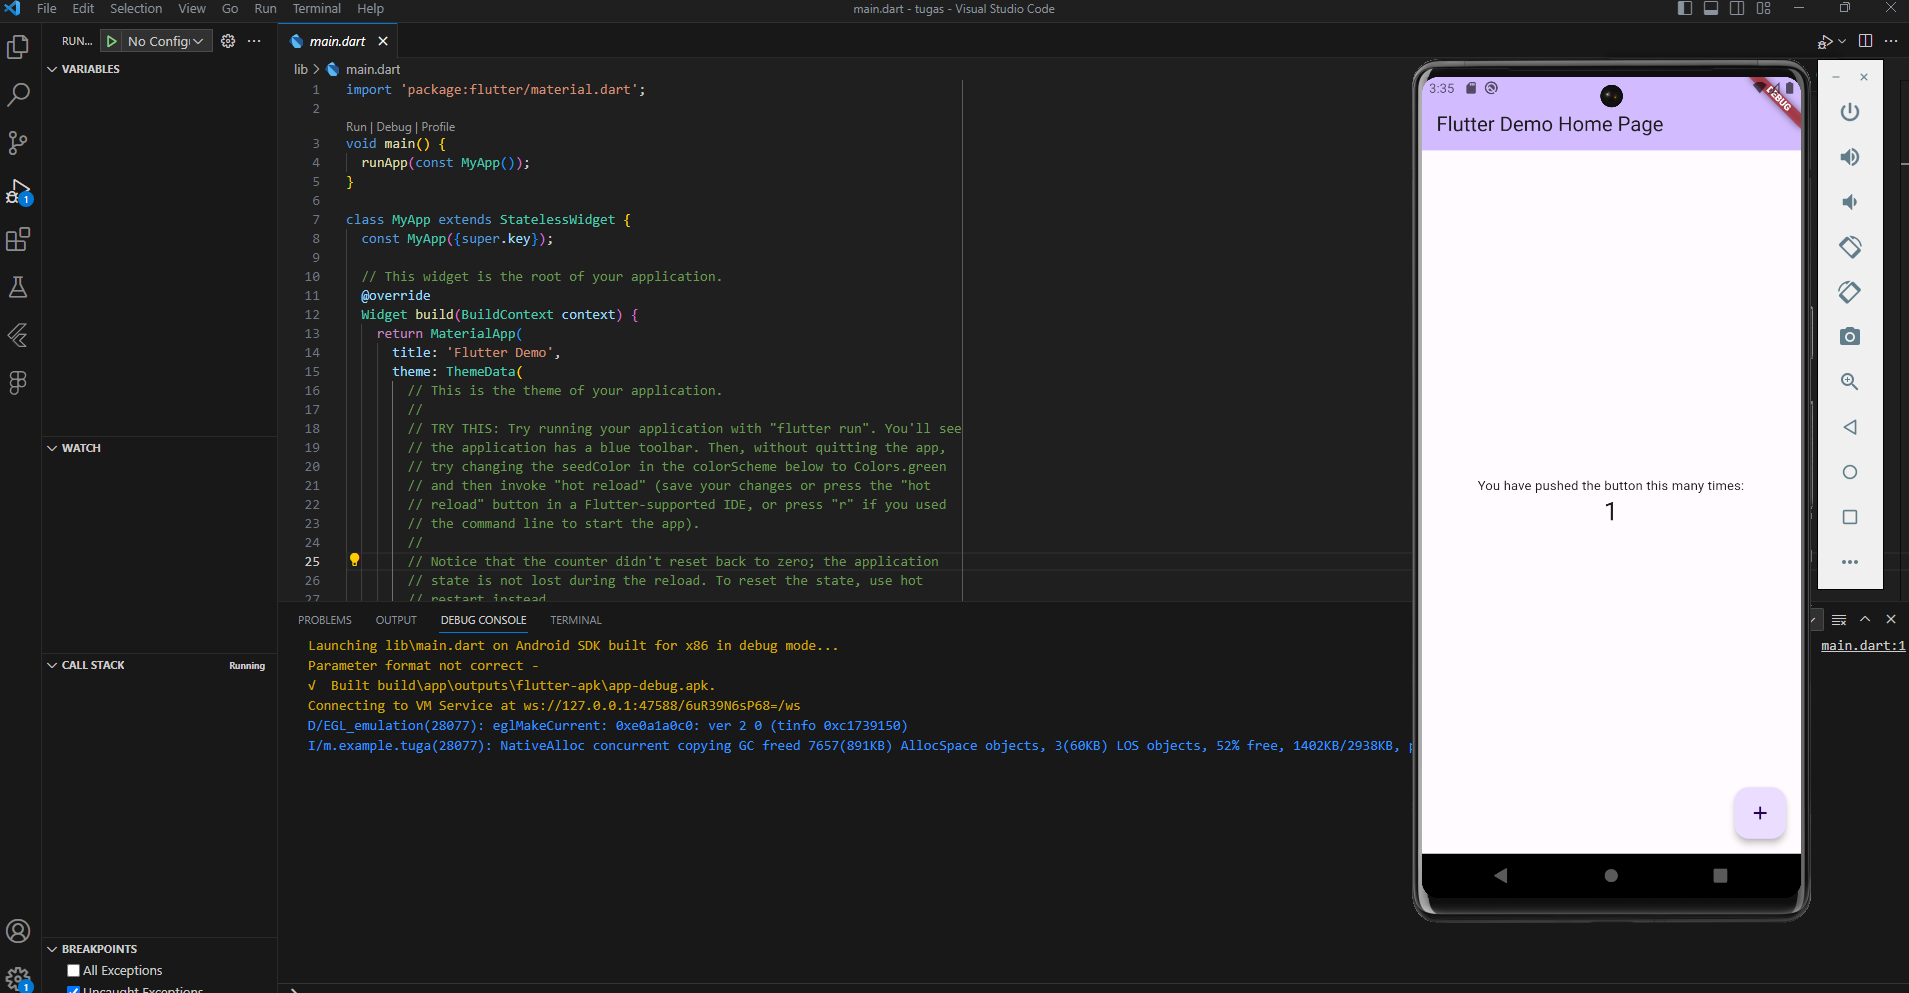 File Edit Selection View Go Run Terminal Help
main.dart - tugas - Visual Studio Code
RUN... No Config
VARIABLES
WATCH
CALL STACK Running
BREAKPOINTS
All Exceptions
Uncaught Exceptions
1
1
main.dart
lib > main.dart
1 import 'package:flutter/material.dart';
2
Run | Debug | Profile
3 void main() {
4 runApp(const MyApp());
5 }
6
7 class MyApp extends StatelessWidget {
8 const MyApp({super.key});
9
10 // This widget is the root of your application.
11 @override
12 Widget build(BuildContext context) {
13 return MaterialApp(
14 title: 'Flutter Demo',
15 theme: ThemeData(
16 // This is the theme of your application.
17 //
18 // TRY THIS: Try running your application with "flutter run". You'll see
19 // the application has a blue toolbar. Then, without quitting the app,
20 // try changing the seedColor in the colorScheme below to Colors.green
21 // and then invoke "hot reload" (save your changes or press the "hot
22 // reload" button in a Flutter-supported IDE, or press "r" if you used
23 // the command line to start the app).
24 //
25 // Notice that the counter didn't reset back to zero; the application
26 // state is not lost during the reload. To reset the state, use hot
27 // restart instead
PROBLEMS OUTPUT DEBUG CONSOLE TERMINAL
Launching lib\main.dart on Android SDK built for x86 in debug mode...
main.dart:1
Parameter format not correct -
√ Built build\app\outputs\flutter-apk\app-debug.apk.
Connecting to VM Service at ws://127.0.0.1:47588/6uR39N6sP68=/ws
D/EGL_emulation(28077): eglMakeCurrent: 0xe0a1a0c0: ver 2 0 (tinfo 0xc1739150)
I/m.example.tuga(28077): NativeAlloc concurrent copying GC freed 7657(891KB) AllocSpace objects, 3(60KB) LOS objects, 52% free, 1402KB/2938KB, p
3:35
DEBUG
Flutter Demo Home Page
You have pushed the button this many times:
1
+